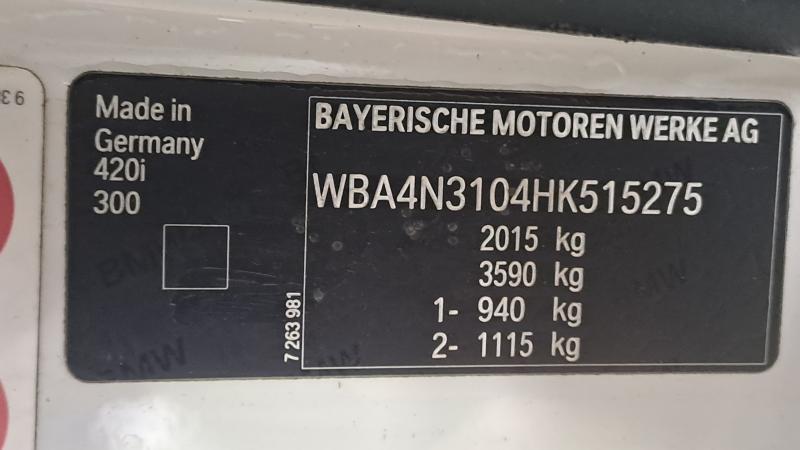 Made in
Germany
420i
300
7 263 981
BAYERISCHE MOTOREN WERKE AG
WBA4N3104HK515275
2015 kg
3590 kg
1- 940 kg
2- 1115 kg